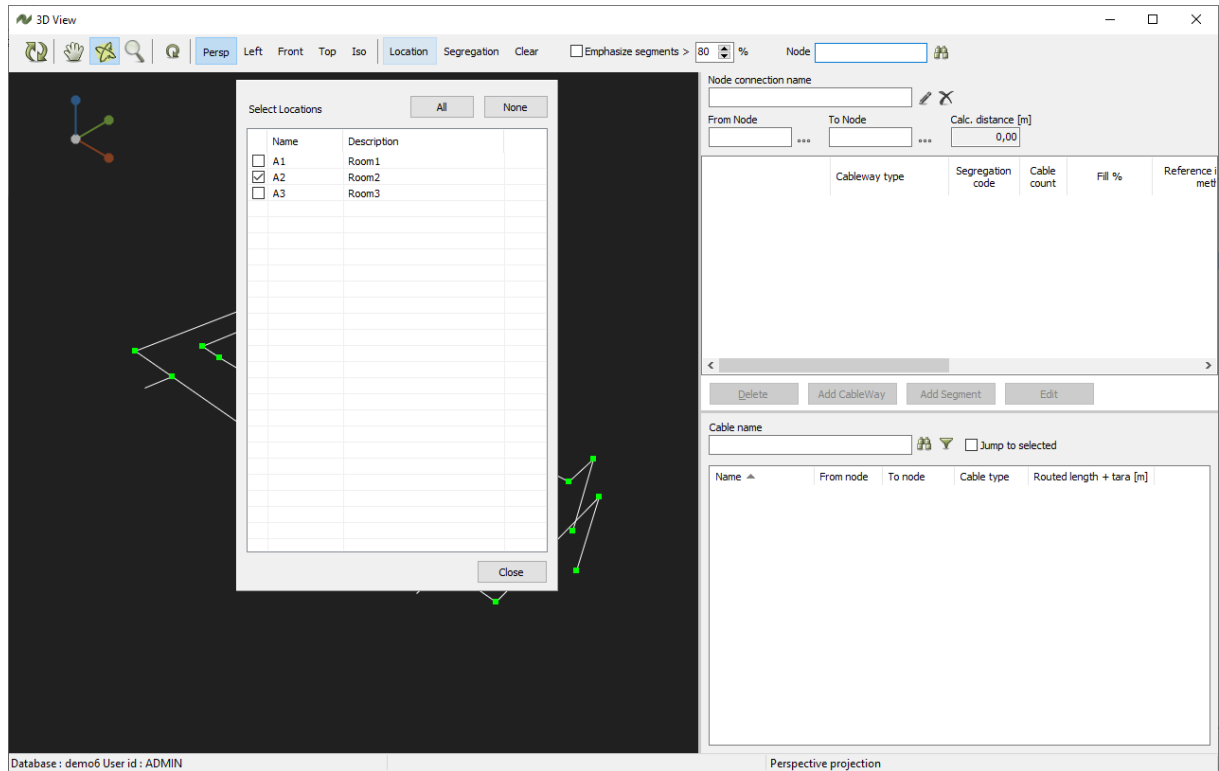 3D View
Persp Left Front Top Iso Location Segregation Clear Emphasize segments > 80 % Node
Select Locations All None
Name Description
A1 Room1
A2 Room2
A3 Room3
Close
Node connection name
From Node To Node Calc. distance [m]
0,00
Cableway type Segregation code Cable count Fill % Reference i
Delete Add CableWay Add Segment Edit
Cable name
Jump to selected
Name From node To node Cable type Routed length + tara [m]
Database : demo6 User id : ADMIN Perspective projection